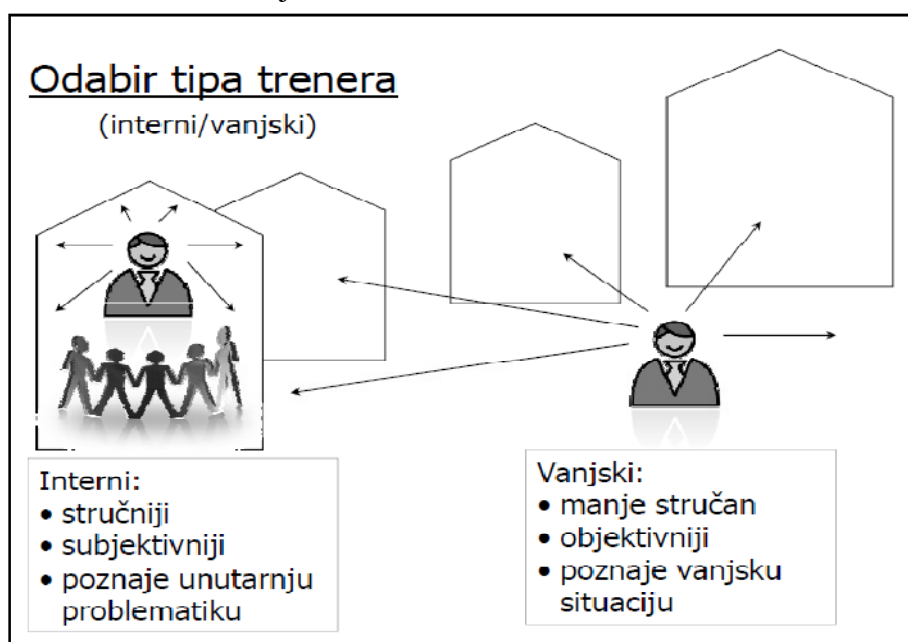 Odabir tipa trenera
(interni/vanjski)
Interni:
• stručniji
• subjektivniji
• poznaje unutarnju
problematiku
Vanjski:
• manje stručan
• objektivniji
• poznaje vanjsku
situaciju